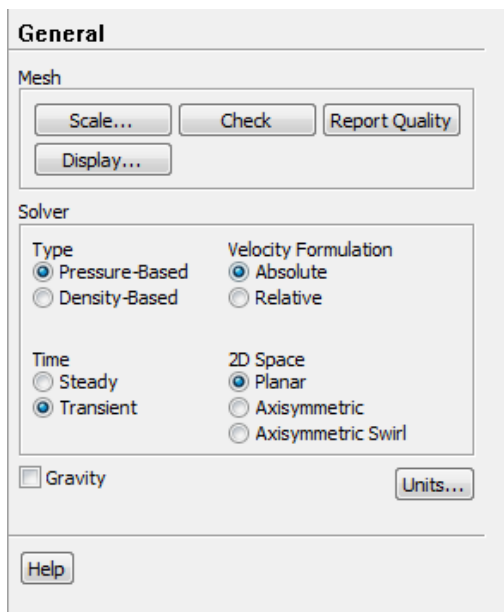 General
Mesh
Scale... Check Report Quality
Display...
Solver
Type Velocity Formulation
Pressure-Based Absolute
Density-Based Relative
Time 2D Space
Steady Planar
Transient Axisymmetric
Axisymmetric Swirl
Gravity Units...
Help